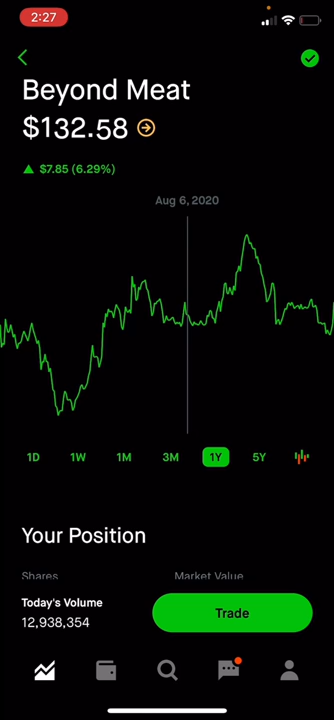 2:27
Beyond Meat
$132.58
$7.85 (6.29%)
Aug 6, 2020
1D 1W 1M 3M 1Y 5Y
Your Position
Shares Market Value
Today's Volume
12,938,354
Trade